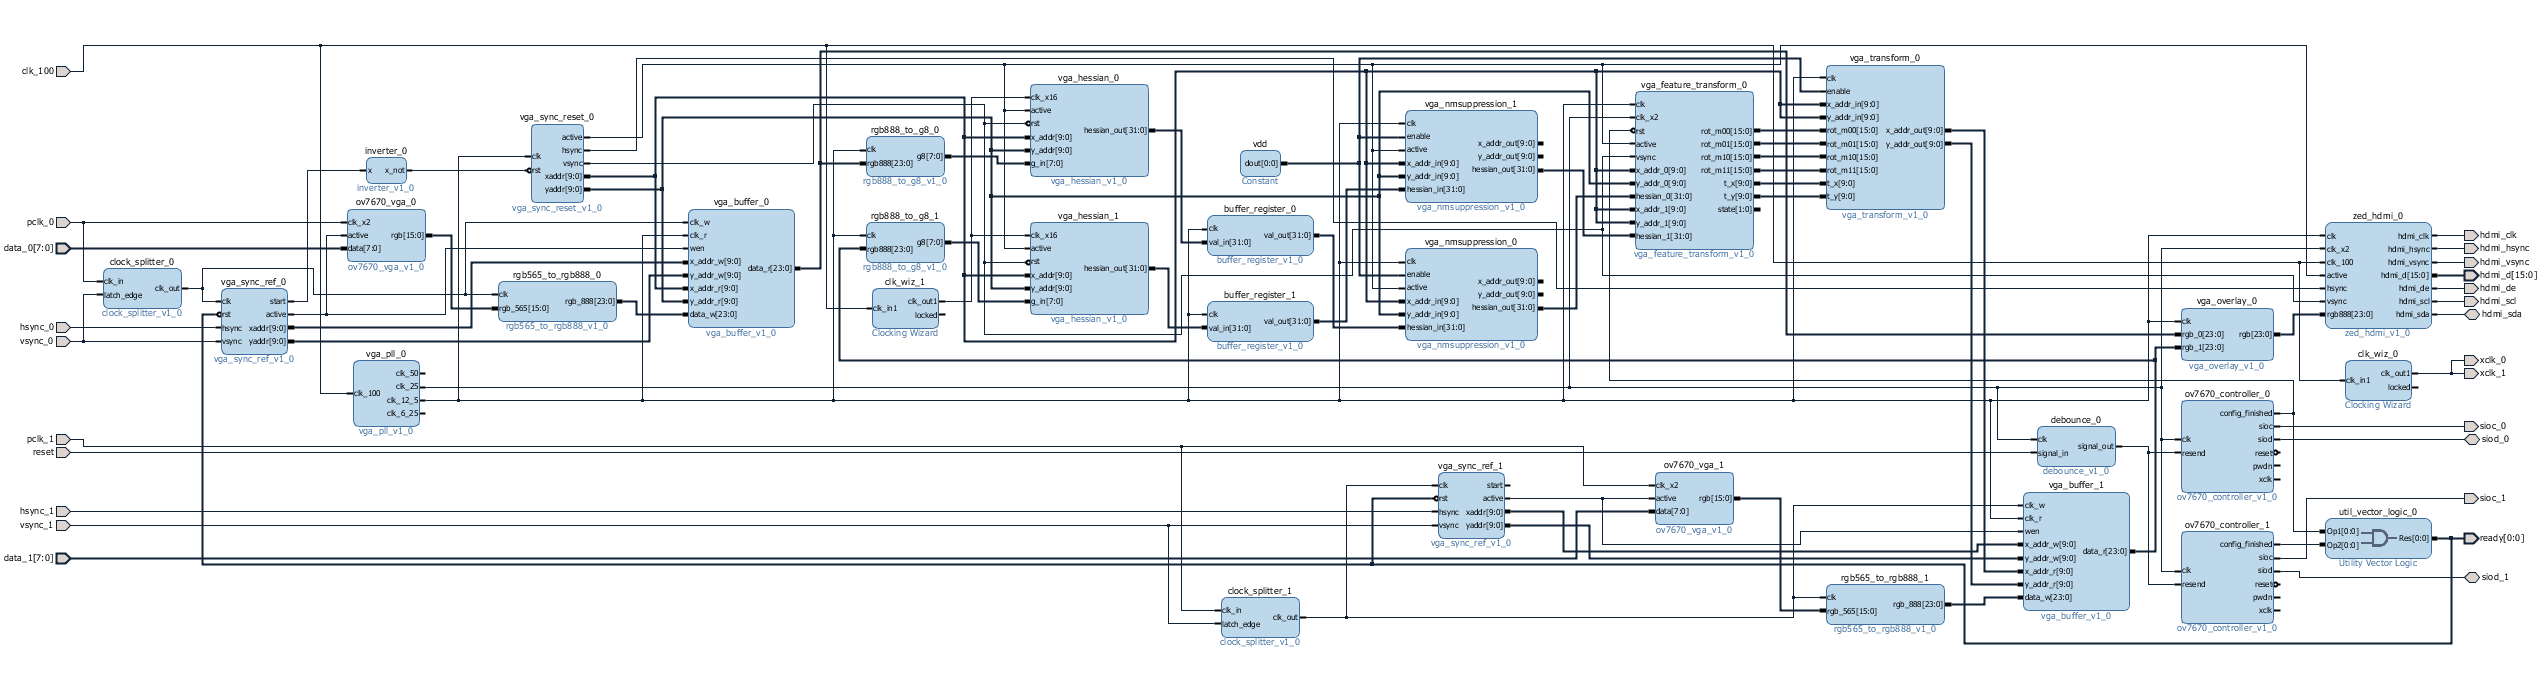 clk_100
pclk_0
data_0[7:0]
hsync_0
vsync_0
pclk_1
reset
hsync_1
vsync_1
data_1[7:0]
clock_splitter_0
clk_in
latch_edge
clk_out
clock_splitter_v1_0
vga_sync_ref_0
clk
rst
hsync
vsync
start
active
xaddr[9:0]
yaddr[9:0]
vga_sync_ref_v1_0
inverter_0
x
x_not
inverter_v1_0
ov7670_vga_0
clk_x2
active
data[7:0]
rgb[15:0]
ov7670_vga_v1_0
vga_pll_0
clk_100
clk_50
clk_25
clk_12_5
clk_6_25
vga_pll_v1_0
vga_sync_reset_0
clk
rst
active
hsync
vsync
xaddr[9:0]
yaddr[9:0]
vga_sync_reset_v1_0
rgb565_to_rgb888_0
clk
rgb_565[15:0]
rgb_888[23:0]
rgb565_to_rgb888_v1_0
vga_buffer_0
clk_w
clk_r
wen
x_addr_w[9:0]
y_addr_w[9:0]
x_addr_r[9:0]
y_addr_r[9:0]
data_w[23:0]
data_r[23:0]
vga_buffer_v1_0
rgb888_to_g8_0
clk
rgb888[23:0]
g8[7:0]
rgb888_to_g8_v1_0
rgb888_to_g8_1
clk
rgb888[23:0]
g8[7:0]
rgb888_to_g8_v1_0
clk_wiz_1
clk_in1
clk_out1
locked
Clocking Wizard
vga_hessian_0
clk_x16
active
rst
x_addr[9:0]
y_addr[9:0]
g_in[7:0]
hessian_out[31:0]
vga_hessian_v1_0
vga_hessian_1
clk_x16
active
rst
x_addr[9:0]
y_addr[9:0]
g_in[7:0]
hessian_out[31:0]
vga_hessian_v1_0
vdd
dout[0:0]
Constant
buffer_register_0
clk
val_in[31:0]
val_out[31:0]
buffer_register_v1_0
buffer_register_1
clk
val_in[31:0]
val_out[31:0]
buffer_register_v1_0
vga_nmsuppression_1
clk
enable
active
x_addr_in[9:0]
y_addr_in[9:0]
hessian_in[31:0]
x_addr_out[9:0]
y_addr_out[9:0]
hessian_out[31:0]
vga_nmsuppression_v1_0
vga_nmsuppression_0
clk
enable
active
x_addr_in[9:0]
y_addr_in[9:0]
hessian_in[31:0]
x_addr_out[9:0]
y_addr_out[9:0]
hessian_out[31:0]
vga_nmsuppression_v1_0
vga_feature_transform_0
clk
clk_x2
rst
active
vsync
x_addr_0[9:0]
y_addr_0[9:0]
hessian_0[31:0]
x_addr_1[9:0]
y_addr_1[9:0]
hessian_1[31:0]
rot_m00[15:0]
rot_m01[15:0]
rot_m10[15:0]
rot_m11[15:0]
t_x[9:0]
t_y[9:0]
state[1:0]
vga_feature_transform_v1_0
vga_transform_0
clk
enable
x_addr_in[9:0]
y_addr_in[9:0]
rot_m00[15:0]
rot_m01[15:0]
rot_m10[15:0]
rot_m11[15:0]
t_x[9:0]
t_y[9:0]
x_addr_out[9:0]
y_addr_out[9:0]
vga_transform_v1_0
clock_splitter_1
clk_in
latch_edge
clk_out
clock_splitter_v1_0
vga_sync_ref_1
clk
rst
hsync
vsync
start
active
xaddr[9:0]
yaddr[9:0]
vga_sync_ref_v1_0
ov7670_vga_1
clk_x2
active
data[7:0]
rgb[15:0]
ov7670_vga_v1_0
rgb565_to_rgb888_1
clk
rgb_565[15:0]
rgb_888[23:0]
rgb565_to_rgb888_v1_0
debounce_0
clk
signal_in
signal_out
debounce_v1_0
vga_buffer_1
clk_w
clk_r
wen
x_addr_w[9:0]
y_addr_w[9:0]
x_addr_r[9:0]
y_addr_r[9:0]
data_w[23:0]
data_r[23:0]
vga_buffer_v1_0
vga_overlay_0
clk
rgb_0[23:0]
rgb_1[23:0]
rgb[23:0]
vga_overlay_v1_0
ov7670_controller_0
clk
resend
config_finished
sioc
siod
reset
pwdn
xclk
ov7670_controller_v1_0
ov7670_controller_1
clk
resend
config_finished
sioc
siod
reset
pwdn
xclk
ov7670_controller_v1_0
zed_hdmi_0
clk
clk_x2
clk_100
active
hsync
vsync
rgb888[23:0]
hdmi_clk
hdmi_hsync
hdmi_vsync
hdmi_d[15:0]
hdmi_de
hdmi_scl
hdmi_sda
zed_hdmi_v1_0
clk_wiz_0
clk_in1
clk_out1
locked
Clocking Wizard
util_vector_logic_0
Op1[0:0]
Op2[0:0]
Res[0:0]
Utility Vector Logic
hdmi_clk
hdmi_hsync
hdmi_vsync
hdmi_d[15:0]
hdmi_de
hdmi_scl
hdmi_sda
xclk_0
xclk_1
sioc_0
siod_0
sioc_1
ready[0:0]
siod_1